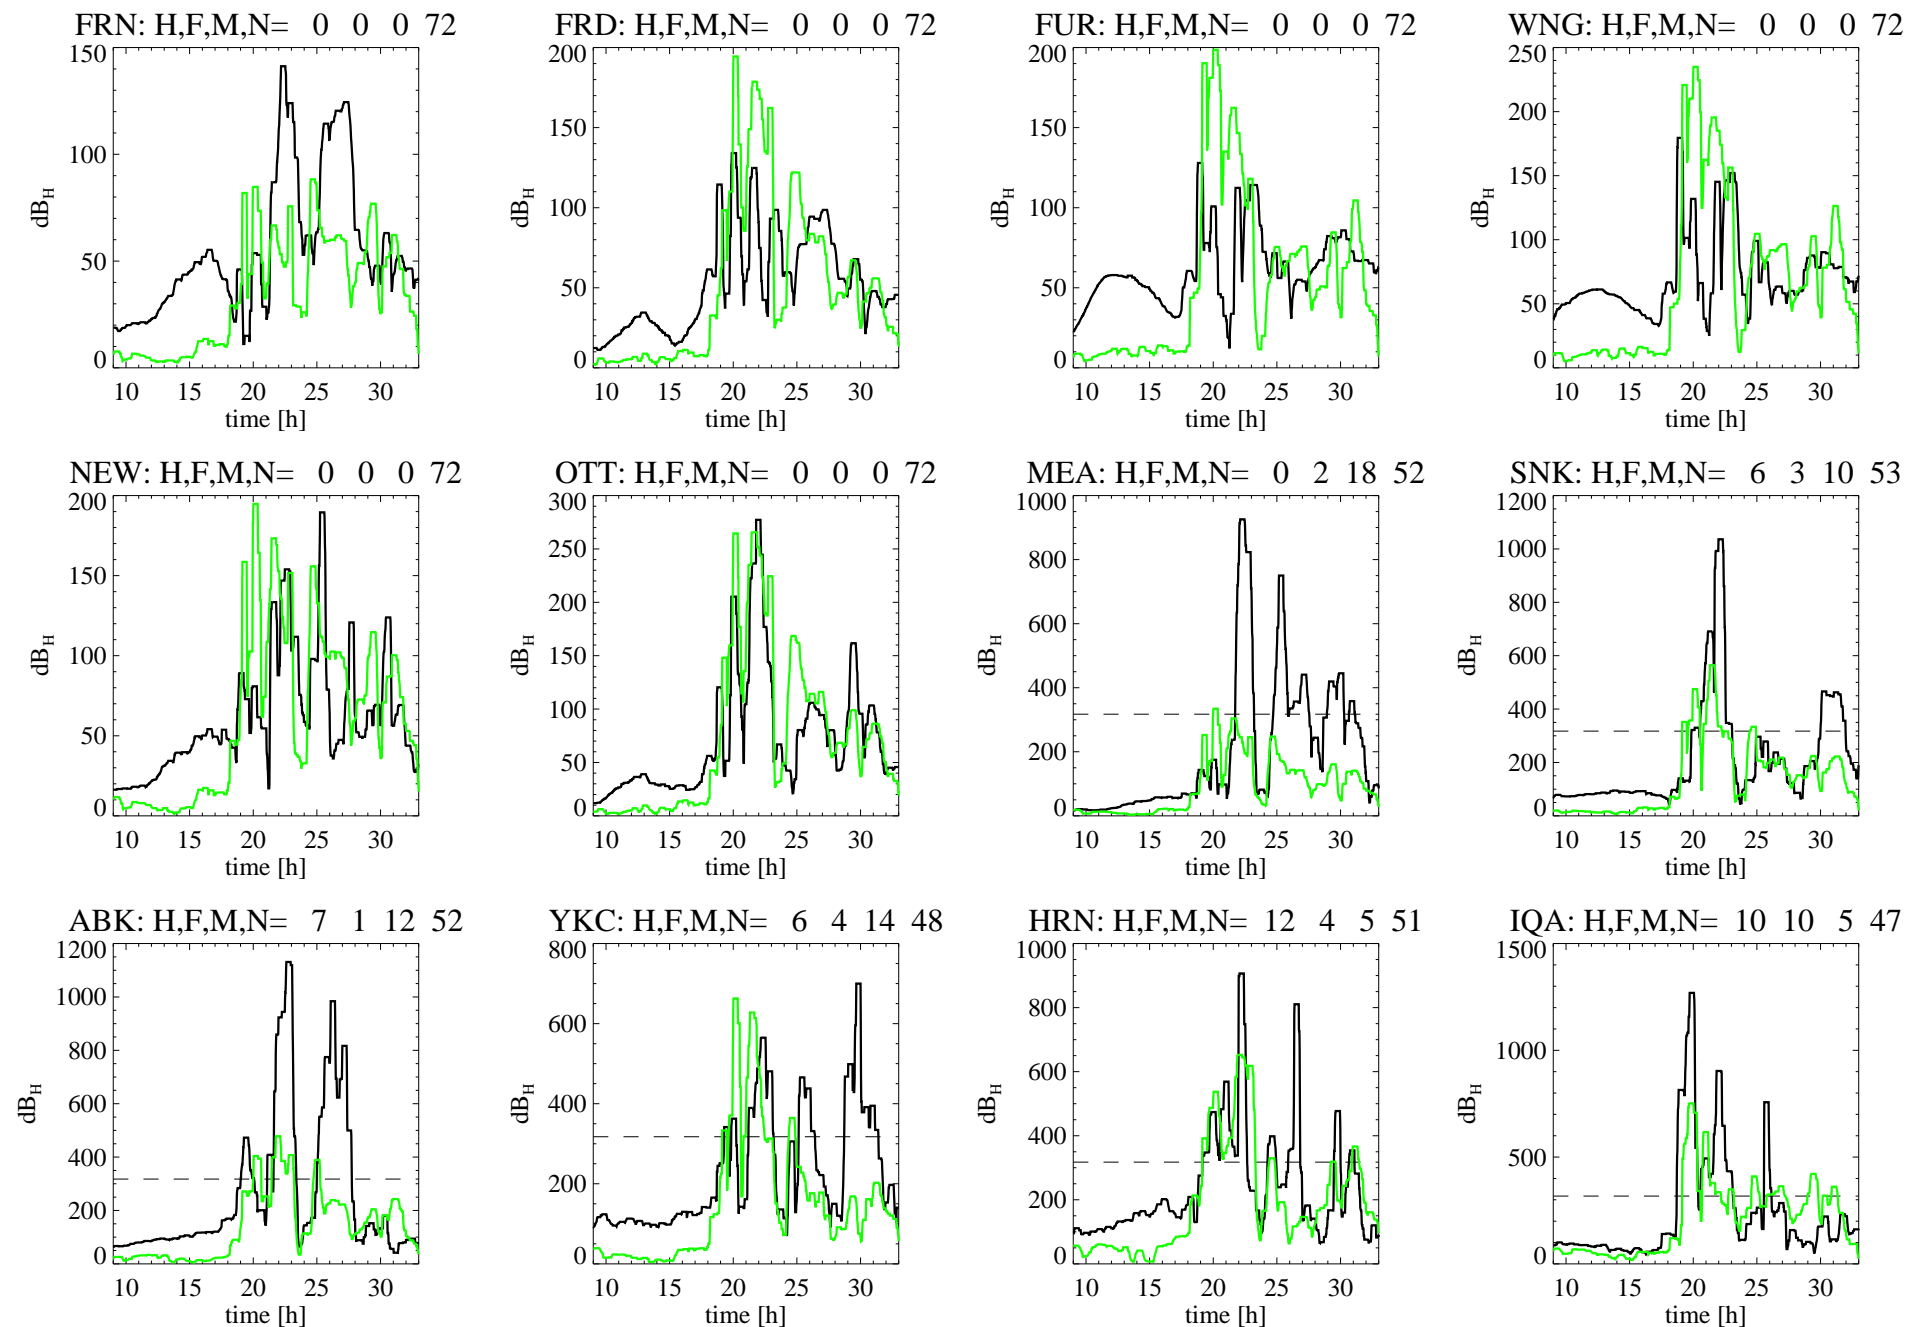 FRN: H,F,M,N= 0 0 0 72
150
100
50
0
dB_H
10 15 20 25 30
time [h]
FRD: H,F,M,N= 0 0 0 72
200
150
100
50
0
dB_H
10 15 20 25 30
time [h]
FUR: H,F,M,N= 0 0 0 72
200
150
100
50
0
dB_H
10 15 20 25 30
time [h]
WNG: H,F,M,N= 0 0 0 72
250
200
150
100
50
0
dB_H
10 15 20 25 30
time [h]
NEW: H,F,M,N= 0 0 0 72
200
150
100
50
0
dB_H
10 15 20 25 30
time [h]
OTT: H,F,M,N= 0 0 0 72
300
250
200
150
100
50
0
dB_H
10 15 20 25 30
time [h]
MEA: H,F,M,N= 0 2 18 52
1000
800
600
400
200
0
dB_H
10 15 20 25 30
time [h]
SNK: H,F,M,N= 6 3 10 53
1200
1000
800
600
400
200
0
dB_H
10 15 20 25 30
time [h]
ABK: H,F,M,N= 7 1 12 52
1200
1000
800
600
400
200
0
dB_H
10 15 20 25 30
time [h]
YKC: H,F,M,N= 6 4 14 48
800
600
400
200
0
dB_H
10 15 20 25 30
time [h]
HRN: H,F,M,N= 12 4 5 51
1000
800
600
400
200
0
dB_H
10 15 20 25 30
time [h]
IQA: H,F,M,N= 10 10 5 47
1500
1000
500
0
dB_H
10 15 20 25 30
time [h]